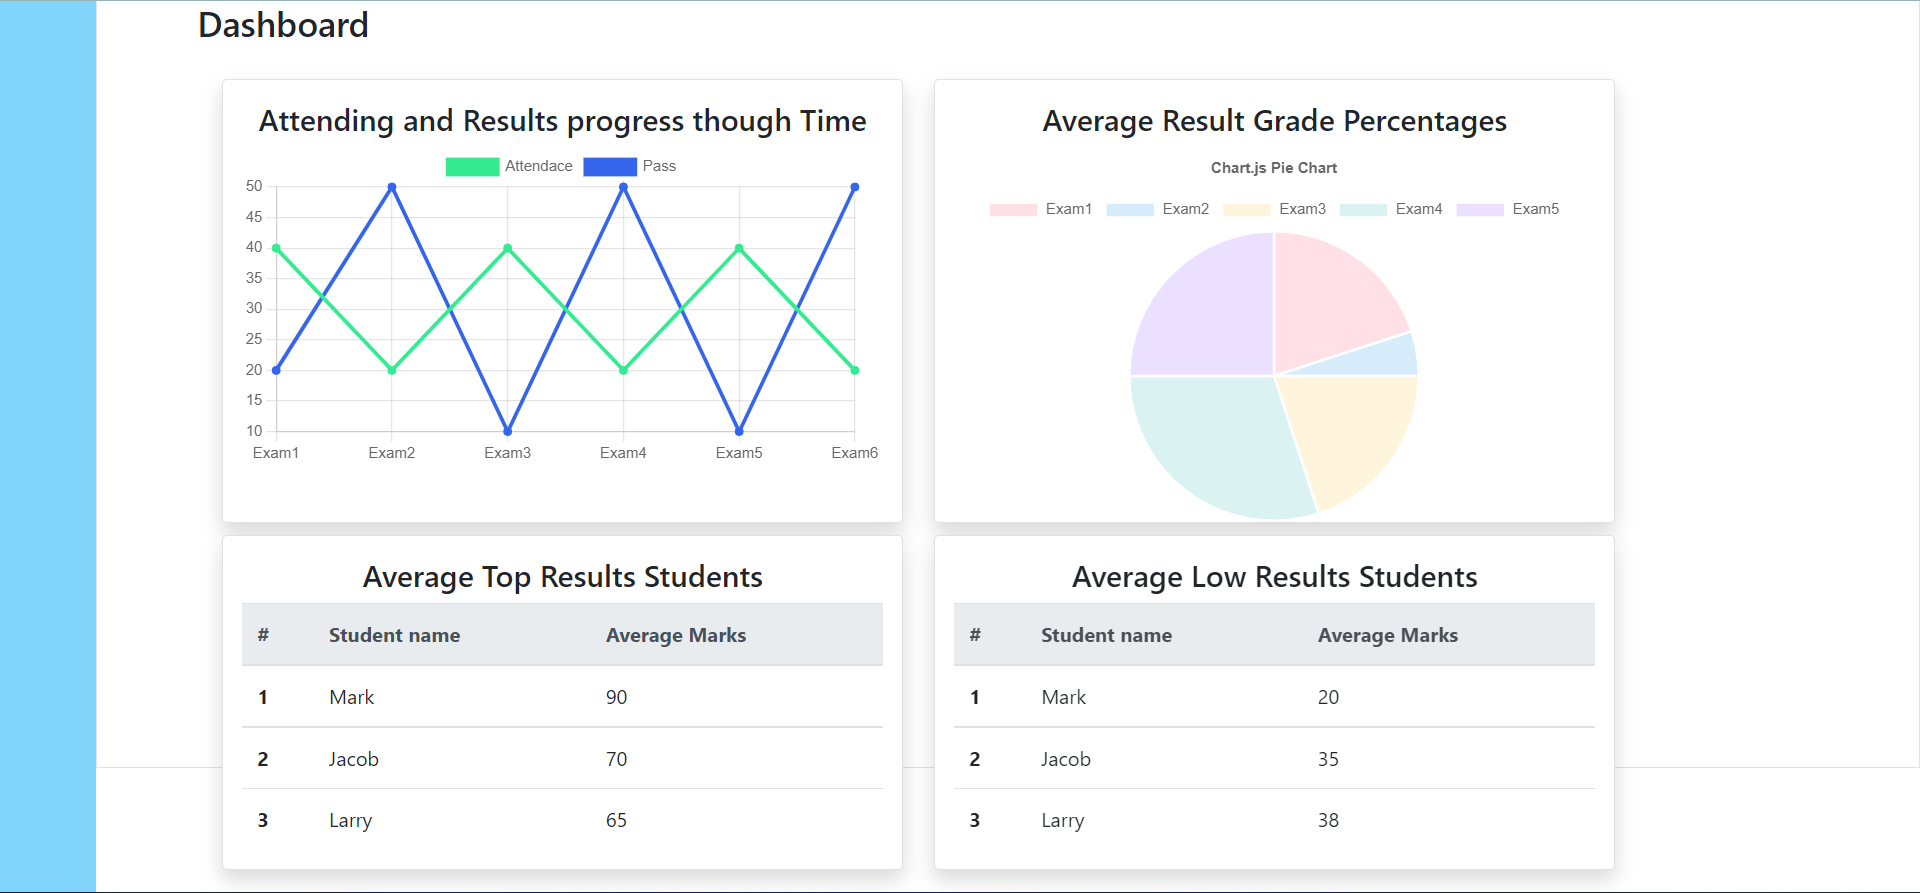 Dashboard
Attending and Results progress though Time
Attendace Pass
50
45
40
35
30
25
20
15
10
Exam1 Exam2 Exam3 Exam4 Exam5 Exam6
Average Result Grade Percentages
Chart.js Pie Chart
Exam1 Exam2 Exam3 Exam4 Exam5
Average Top Results Students
# Student name Average Marks
1 Mark 90
2 Jacob 70
3 Larry 65
Average Low Results Students
# Student name Average Marks
1 Mark 20
2 Jacob 35
3 Larry 38